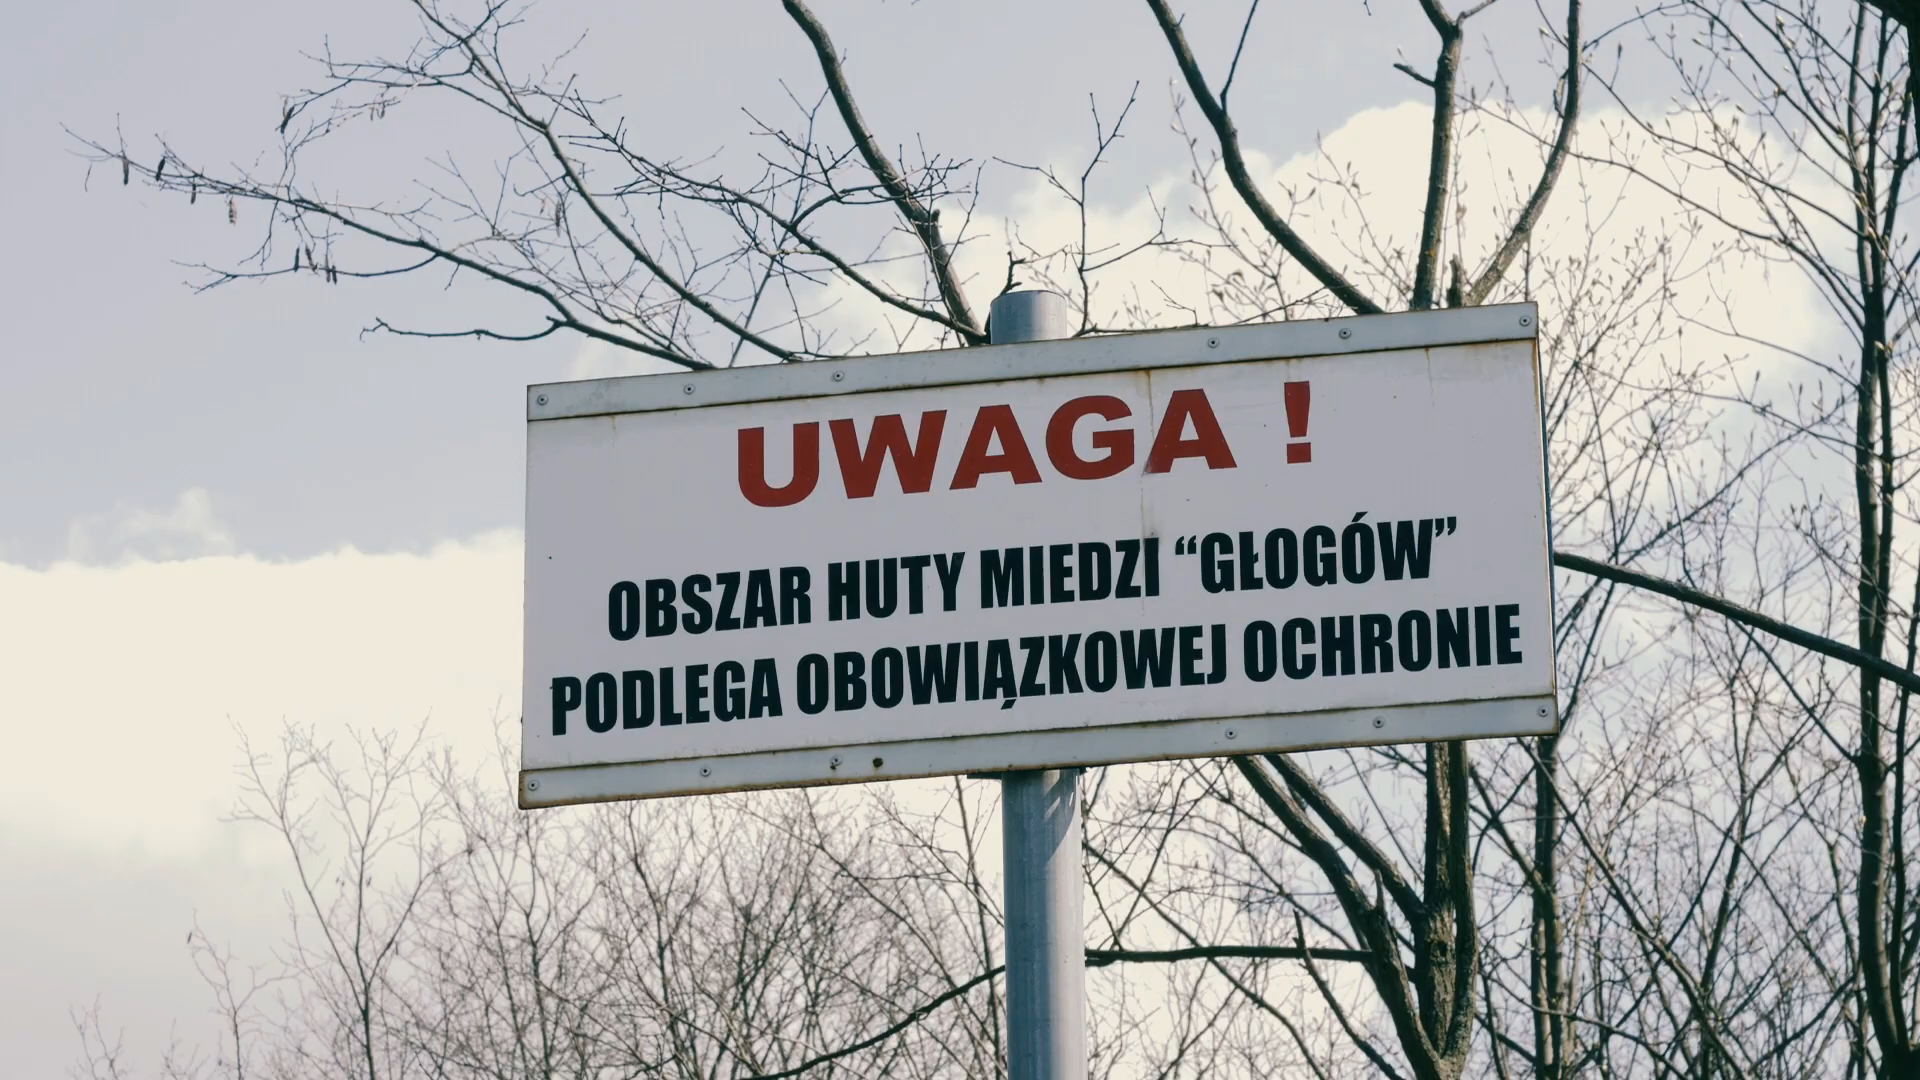 UWAGA !
OBSZAR HUTY MIEDZI “GŁOGÓW”
PODLEGA OBOWIĄZKOWEJ OCHRONIE